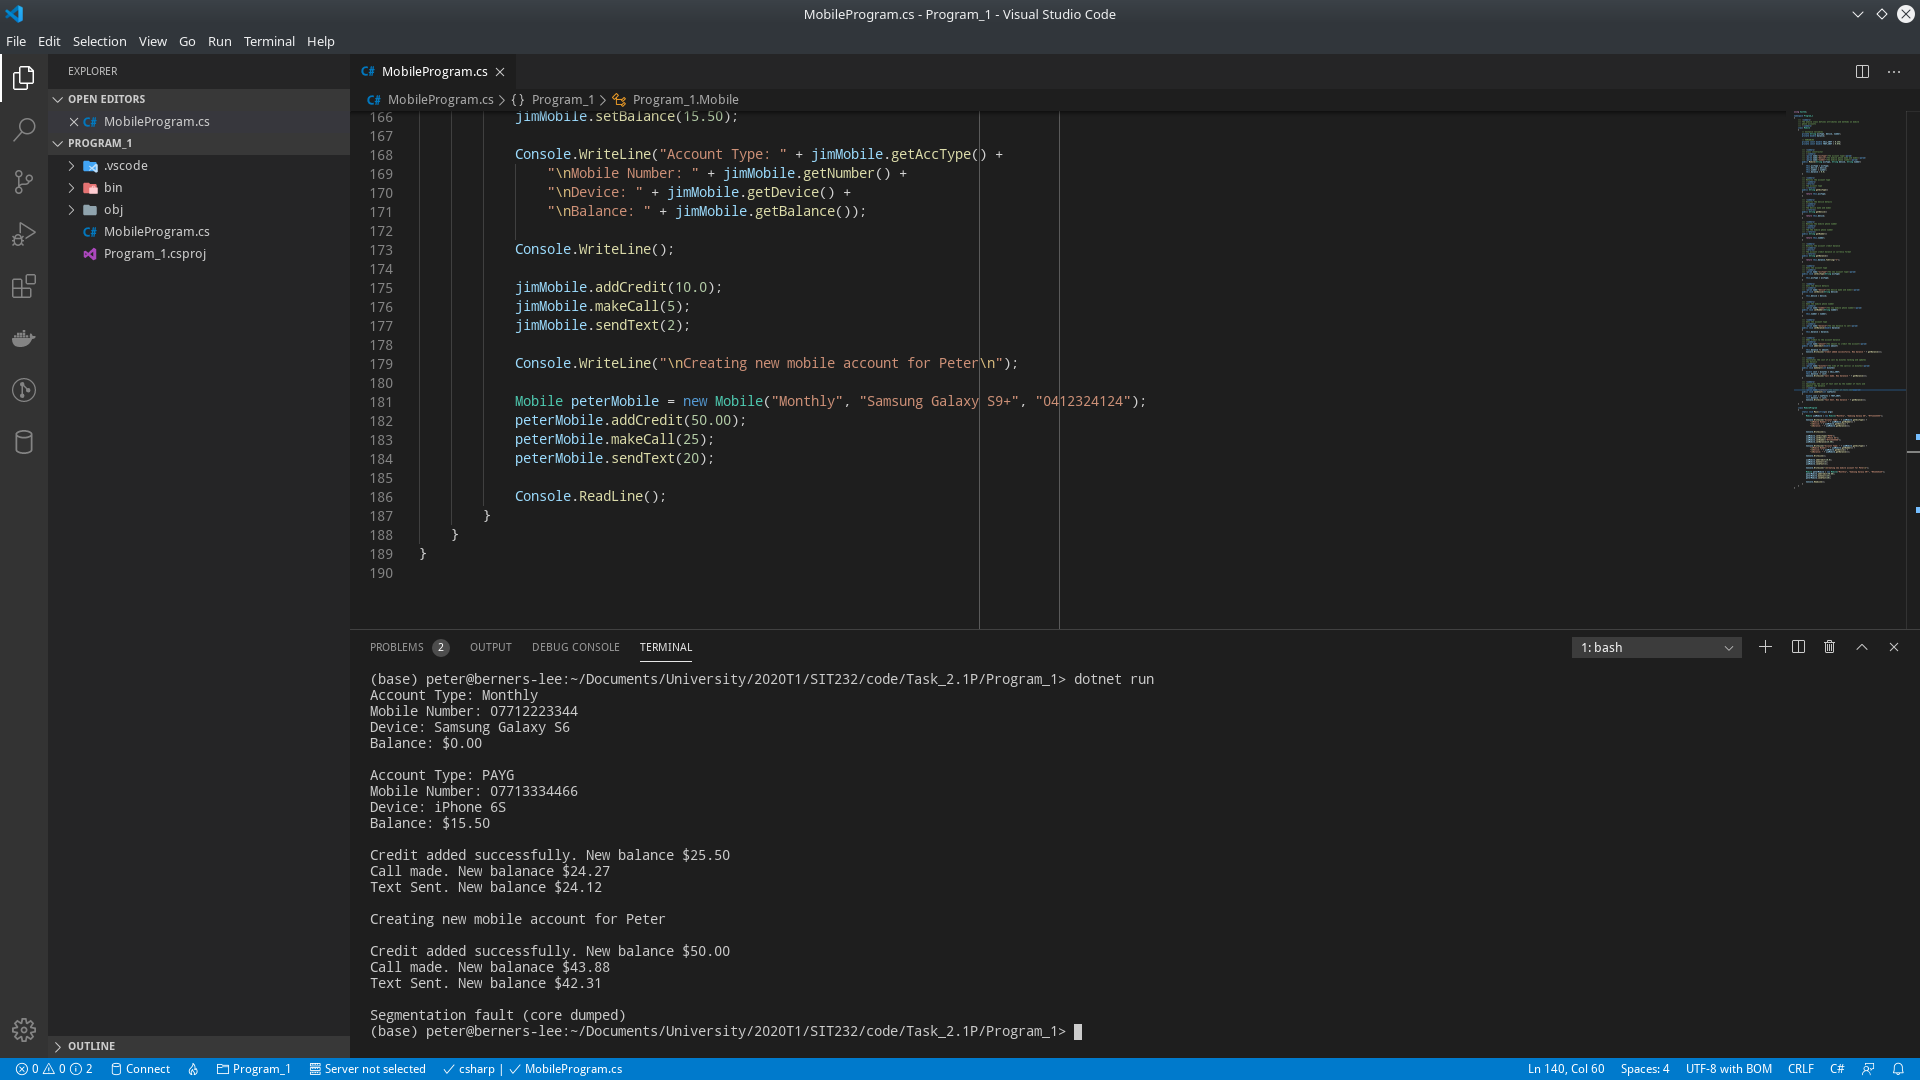 MobileProgram.cs - Program_1 - Visual Studio Code
File Edit Selection View Go Run Terminal Help
EXPLORER
OPEN EDITORS
C# MobileProgram.cs
PROGRAM_1
.vscode
bin
obj
C# MobileProgram.cs
Program_1.csproj
OUTLINE
C# MobileProgram.cs
C# MobileProgram.cs > {} Program_1 > Program_1.Mobile
166 jimMobile.setBalance(15.50);
167
168 Console.WriteLine("Account Type: " + jimMobile.getAccType() +
169 "\nMobile Number: " + jimMobile.getNumber() +
170 "\nDevice: " + jimMobile.getDevice() +
171 "\nBalance: " + jimMobile.getBalance());
172
173 Console.WriteLine();
174
175 jimMobile.addCredit(10.0);
176 jimMobile.makeCall(5);
177 jimMobile.sendText(2);
178
179 Console.WriteLine("\nCreating new mobile account for Peter\n");
180
181 Mobile peterMobile = new Mobile("Monthly", "Samsung Galaxy S9+", "0412324124");
182 peterMobile.addCredit(50.00);
183 peterMobile.makeCall(25);
184 peterMobile.sendText(20);
185
186 Console.ReadLine();
187 }
188 }
189 }
190
PROBLEMS 2 OUTPUT DEBUG CONSOLE TERMINAL 1: bash
(base) peter@berners-lee:~/Documents/University/2020T1/SIT232/code/Task_2.1P/Program_1> dotnet run
Account Type: Monthly
Mobile Number: 07712223344
Device: Samsung Galaxy S6
Balance: $0.00
Account Type: PAYG
Mobile Number: 07713334466
Device: iPhone 6S
Balance: $15.50
Credit added successfully. New balance $25.50
Call made. New balanace $24.27
Text Sent. New balance $24.12
Creating new mobile account for Peter
Credit added successfully. New balance $50.00
Call made. New balanace $43.88
Text Sent. New balance $42.31
Segmentation fault (core dumped)
(base) peter@berners-lee:~/Documents/University/2020T1/SIT232/code/Task_2.1P/Program_1>
0 0 2 Connect Program_1 Server not selected csharp | MobileProgram.cs Ln 140, Col 60 Spaces: 4 UTF-8 with BOM CRLF C#